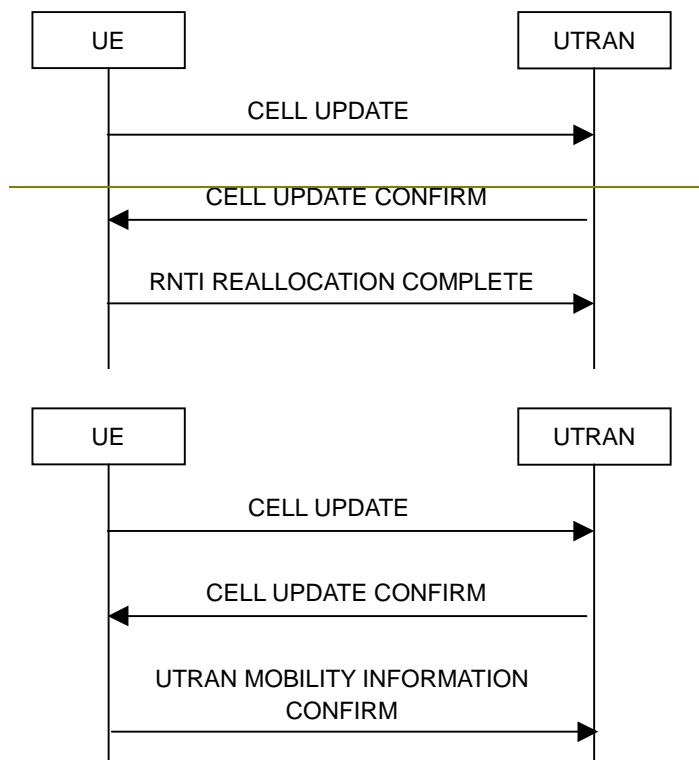 UE
UTRAN
CELL UPDATE
CELL UPDATE CONFIRM
RNTI REALLOCATION COMPLETE
UE
UTRAN
CELL UPDATE
CELL UPDATE CONFIRM
UTRAN MOBILITY INFORMATION
CONFIRM